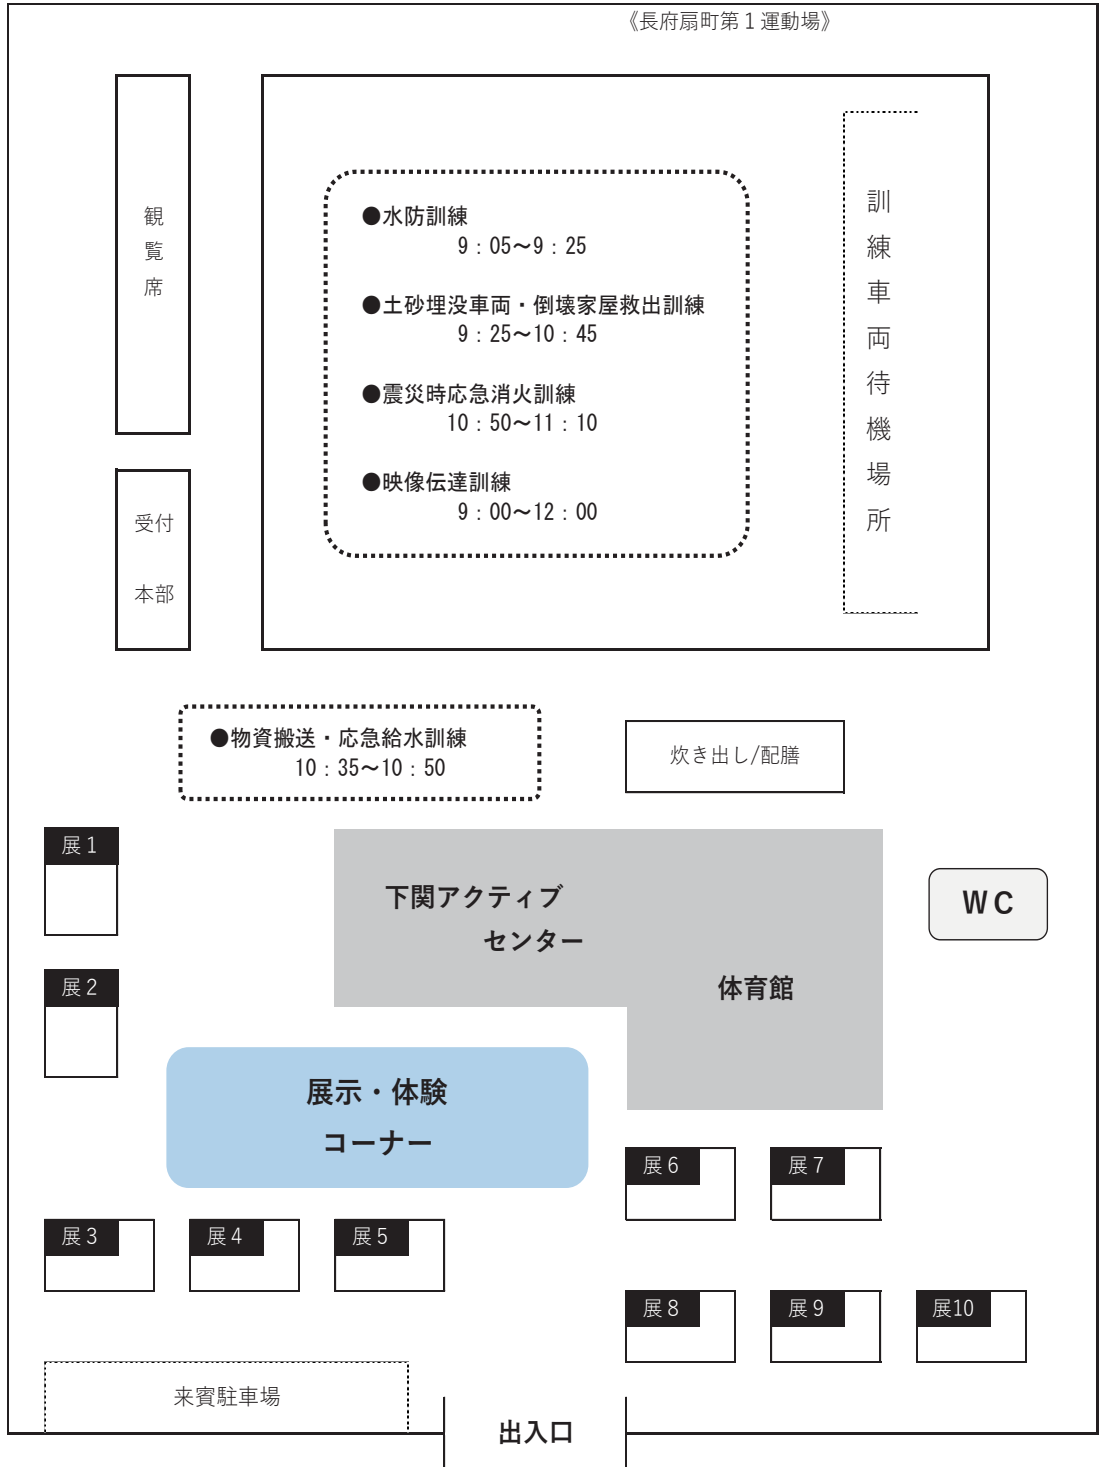 《長府扇町第１運動場》
観覧席
●水防訓練
9：05～9：25
●土砂埋没車両・倒壊家屋救出訓練
9：25～10：45
●震災時応急消火訓練
10：50～11：10
●映像伝達訓練
9：00～12：00
訓練車両待機場所
受付
本部
●物資搬送・応急給水訓練
10：35～10：50
炊き出し/配膳
展１
下関アクティブ
センター
WC
展２
体育館
展示・体験
コーナー
展６
展７
展３
展４
展５
展８
展９
展10
来賓駐車場
出入口